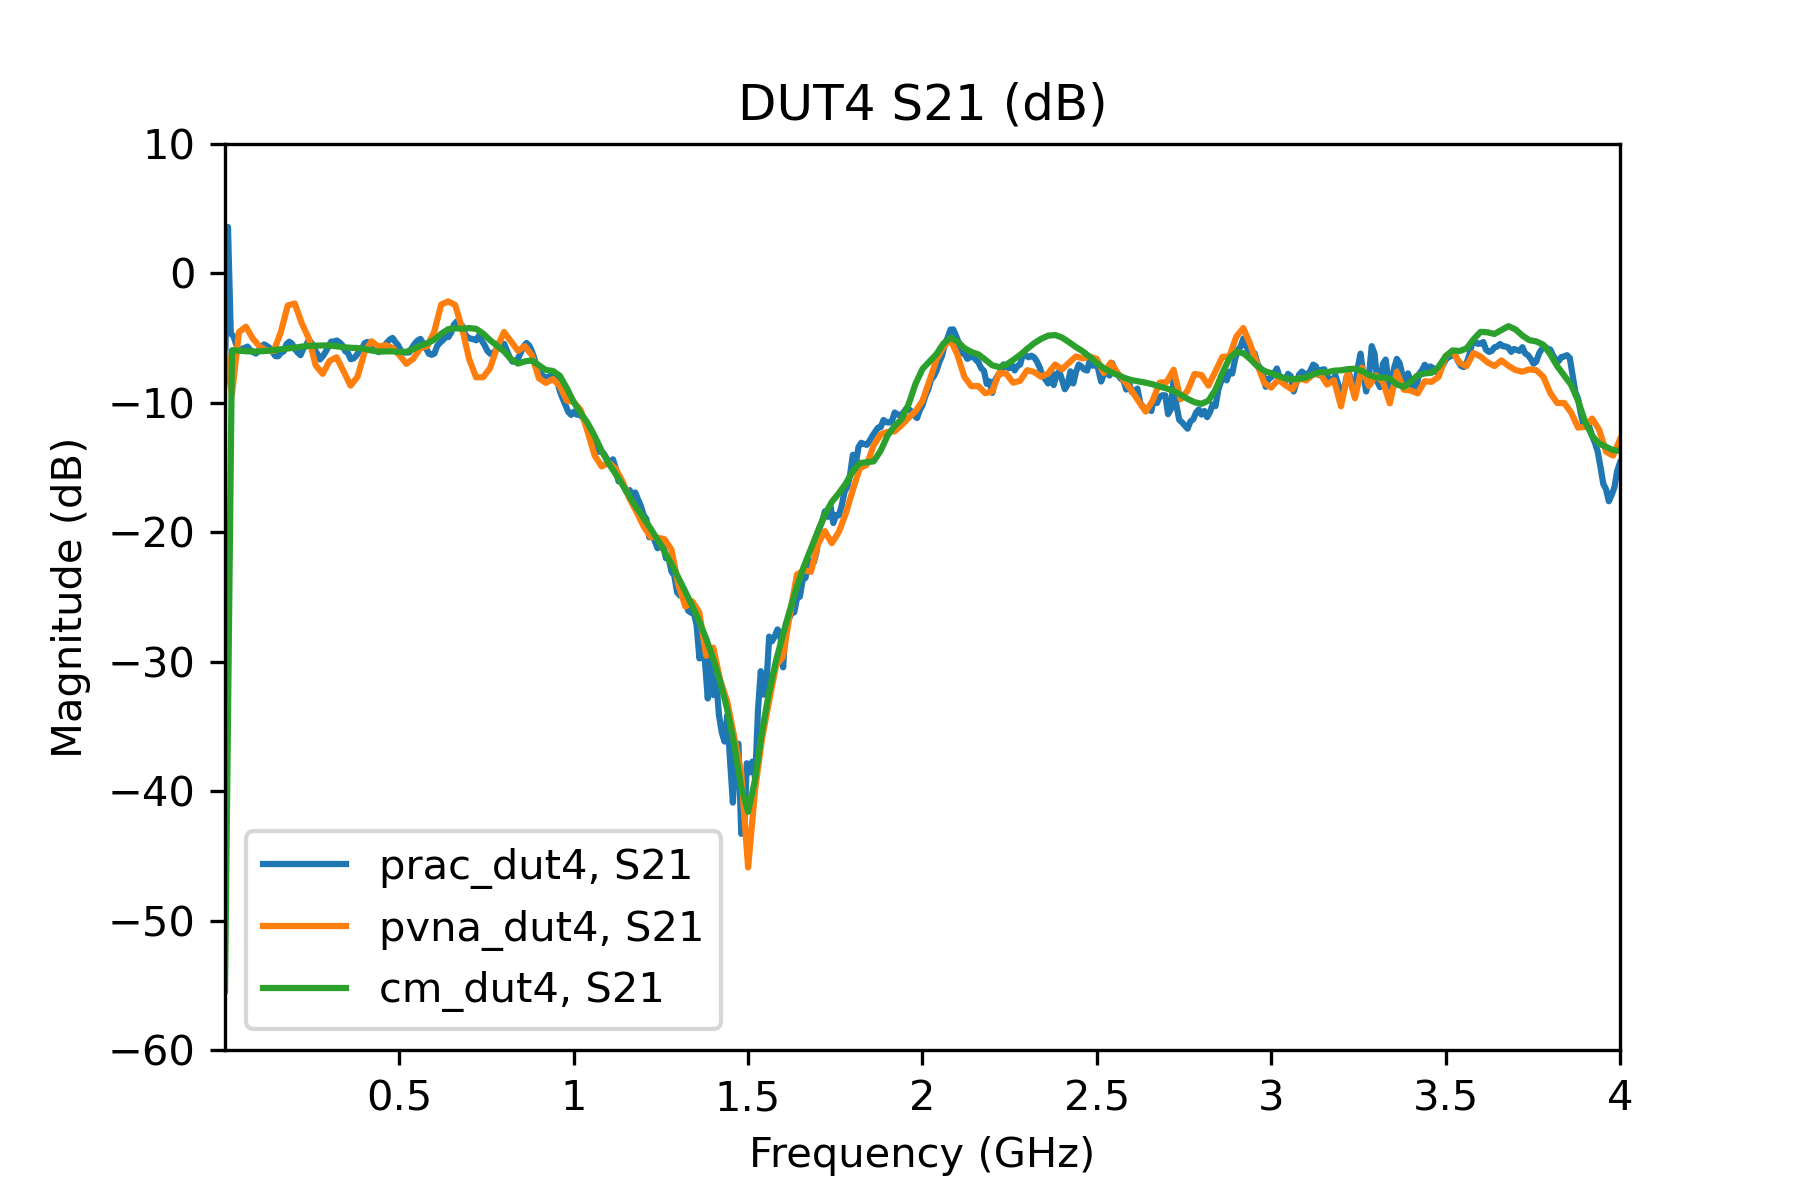 DUT4 S21 (dB)
10
0
−10
−20
−30
−40
−50
−60
Magnitude (dB)
prac_dut4, S21
pvna_dut4, S21
cm_dut4, S21
0.5 1 1.5 2 2.5 3 3.5 4
Frequency (GHz)